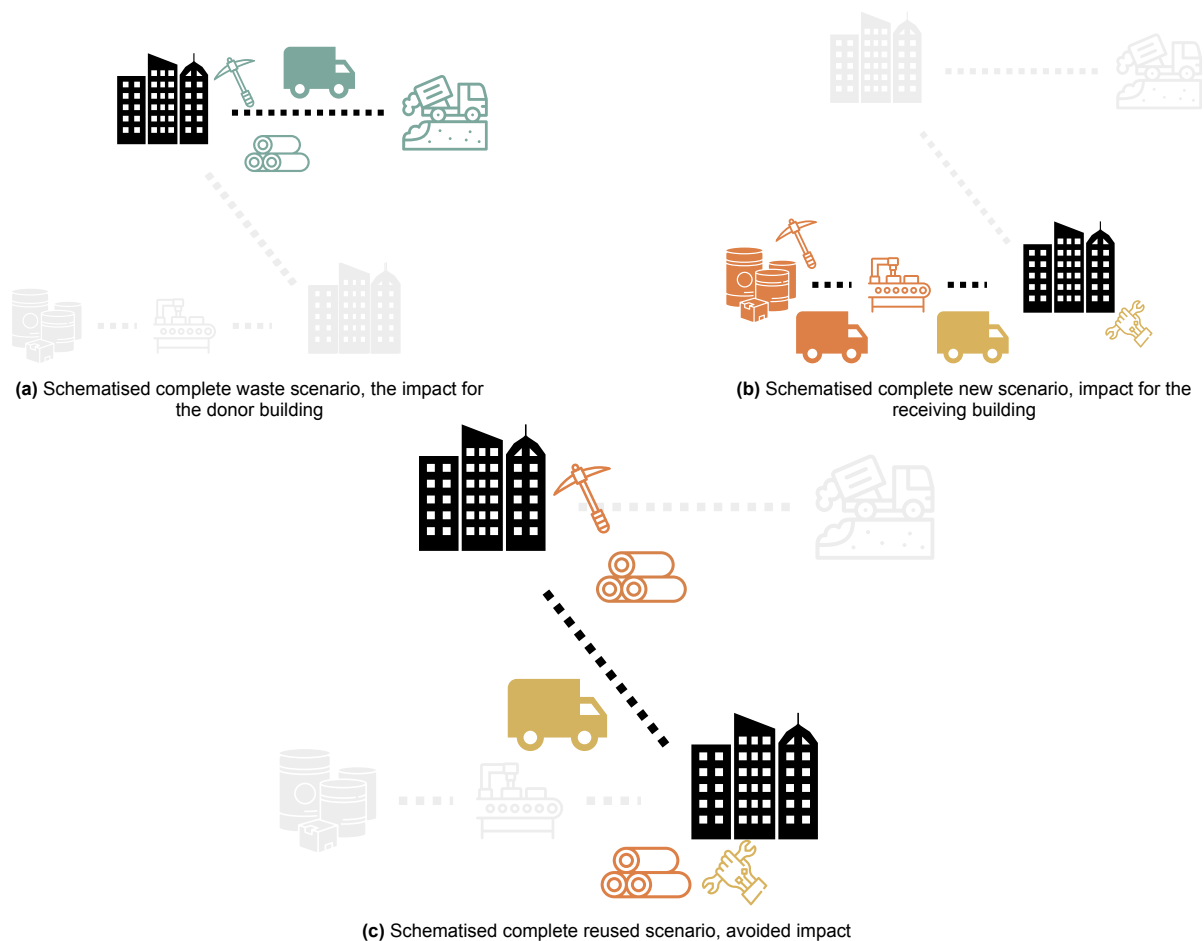 (a) Schematised complete waste scenario, the impact for
the donor building
(b) Schematised complete new scenario, impact for the
receiving building
(c) Schematised complete reused scenario, avoided impact